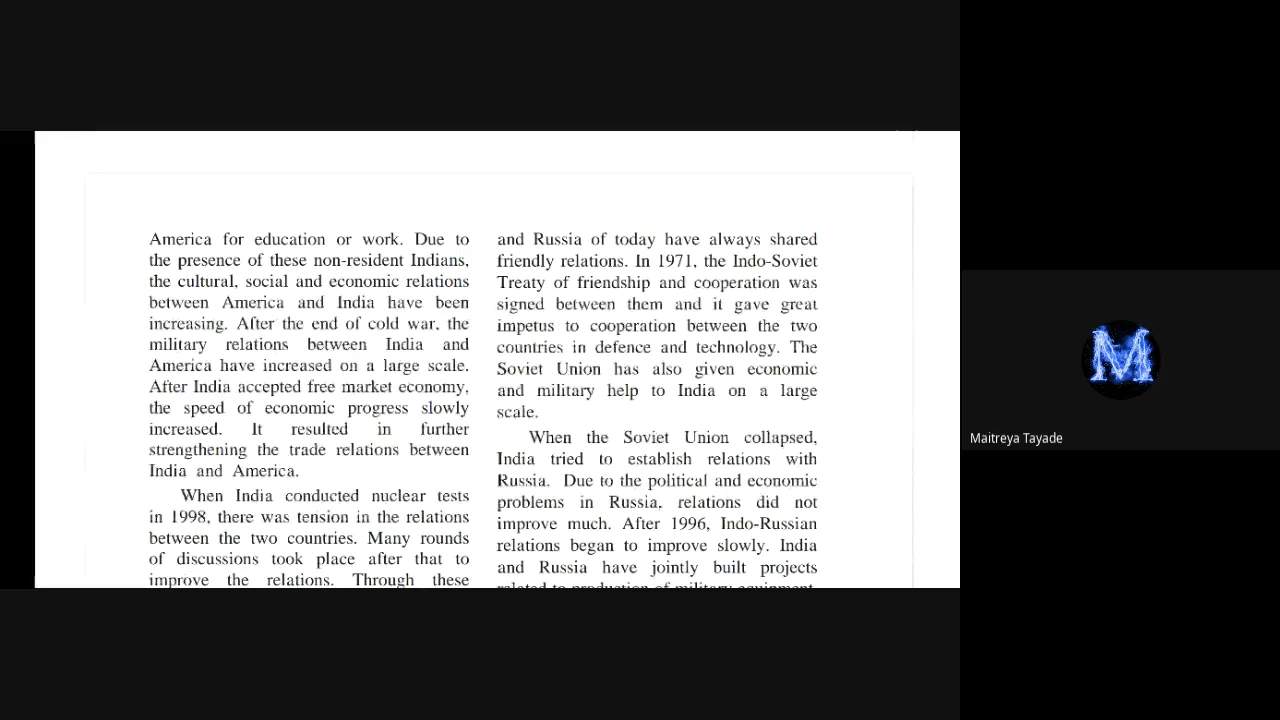 America for education or work. Due to
the presence of these non-resident Indians,
the cultural, social and economic relations
between America and India have been
increasing. After the end of cold war, the
military relations between India and
America have increased on a large scale.
After India accepted free market economy,
the speed of economic progress slowly
increased. It resulted in further
strengthening the trade relations between
India and America.
When India conducted nuclear tests
in 1998, there was tension in the relations
between the two countries. Many rounds
of discussions took place after that to
improve the relations. Through these
and Russia of today have always shared
friendly relations. In 1971, the Indo-Soviet
Treaty of friendship and cooperation was
signed between them and it gave great
impetus to cooperation between the two
countries in defence and technology. The
Soviet Union has also given economic
and military help to India on a large
scale.
When the Soviet Union collapsed,
India tried to establish relations with
Russia. Due to the political and economic
problems in Russia, relations did not
improve much. After 1996, Indo-Russian
relations began to improve slowly. India
and Russia have jointly built projects
related to production of military equipment.
Maitreya Tayade